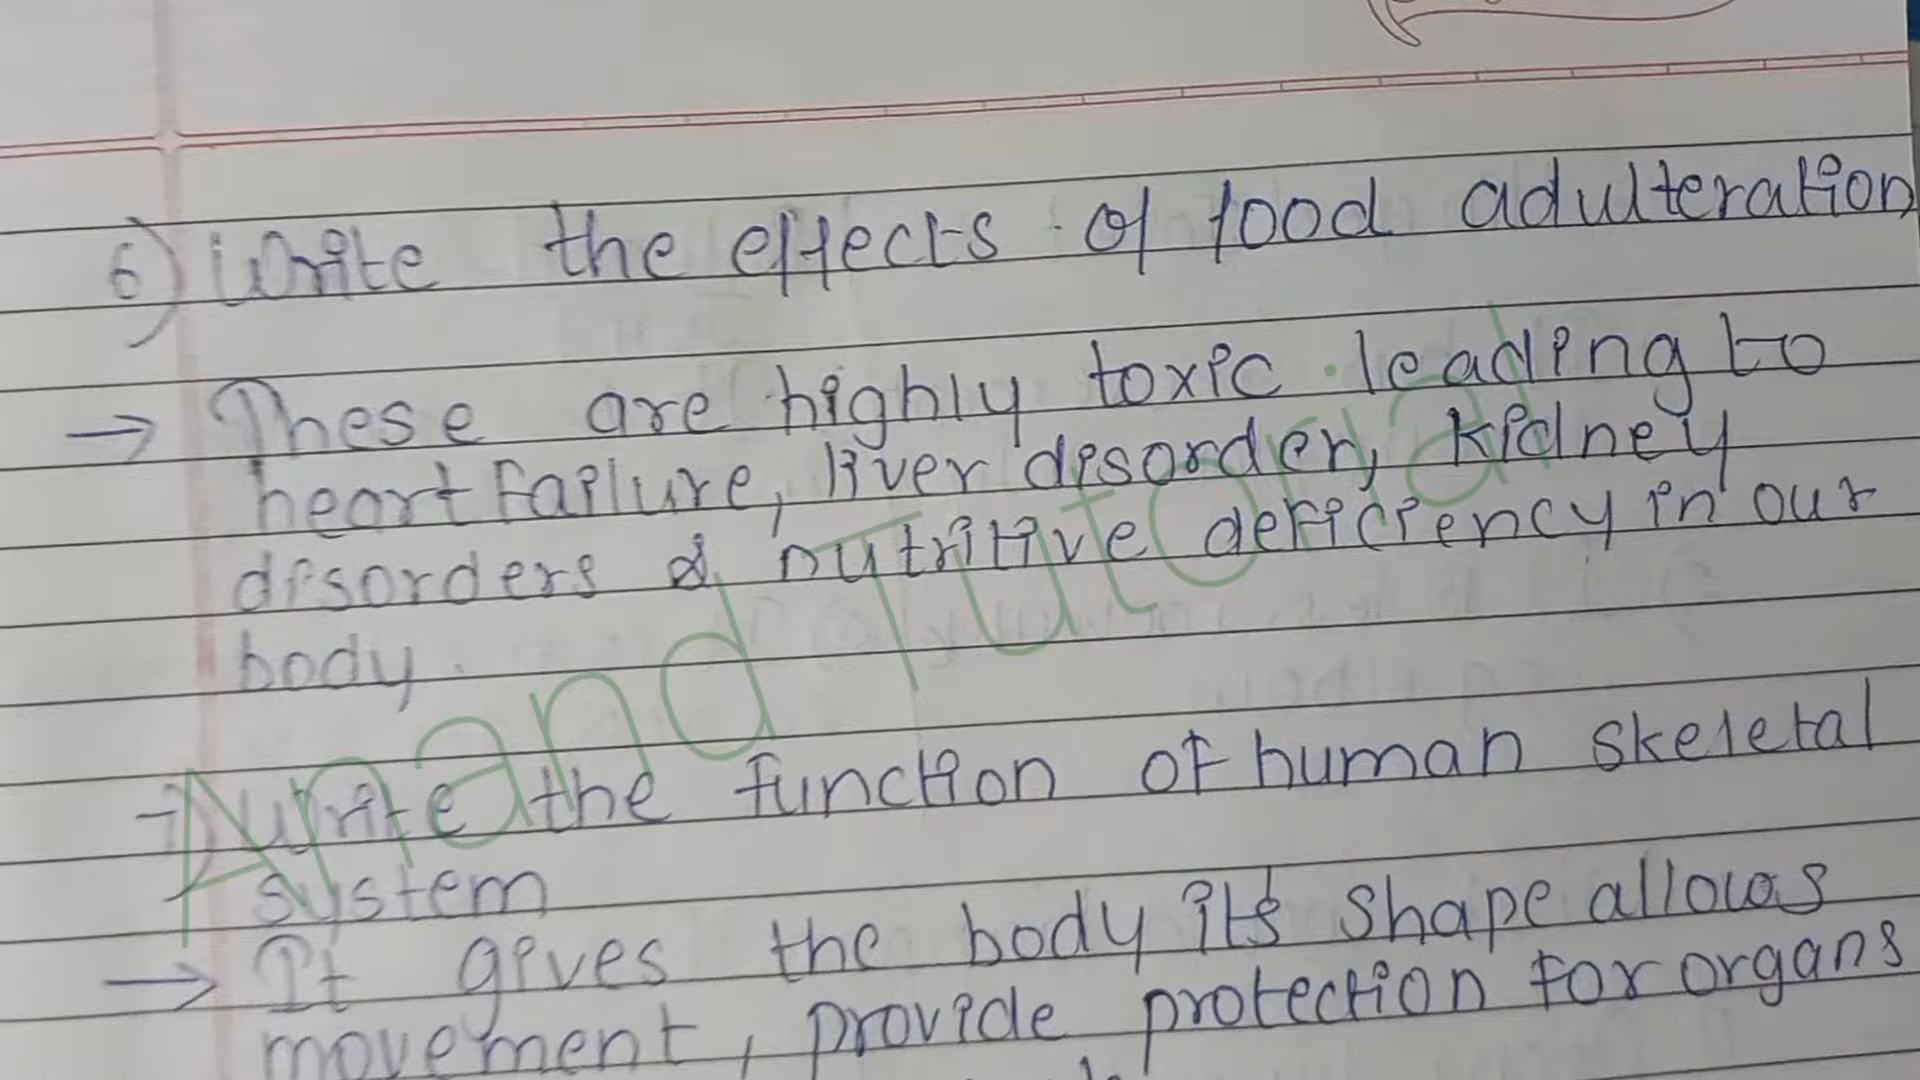 6) Write the effects of food adulteration
→ These are highly toxic leading to
heart failure, liver disorder, kidney
disorders & nutritive deficiency in our
body.
7) Write the function of human skeletal
system
→ It gives the body its shape allows
movement, provide protection for organs
Anand Tutorial